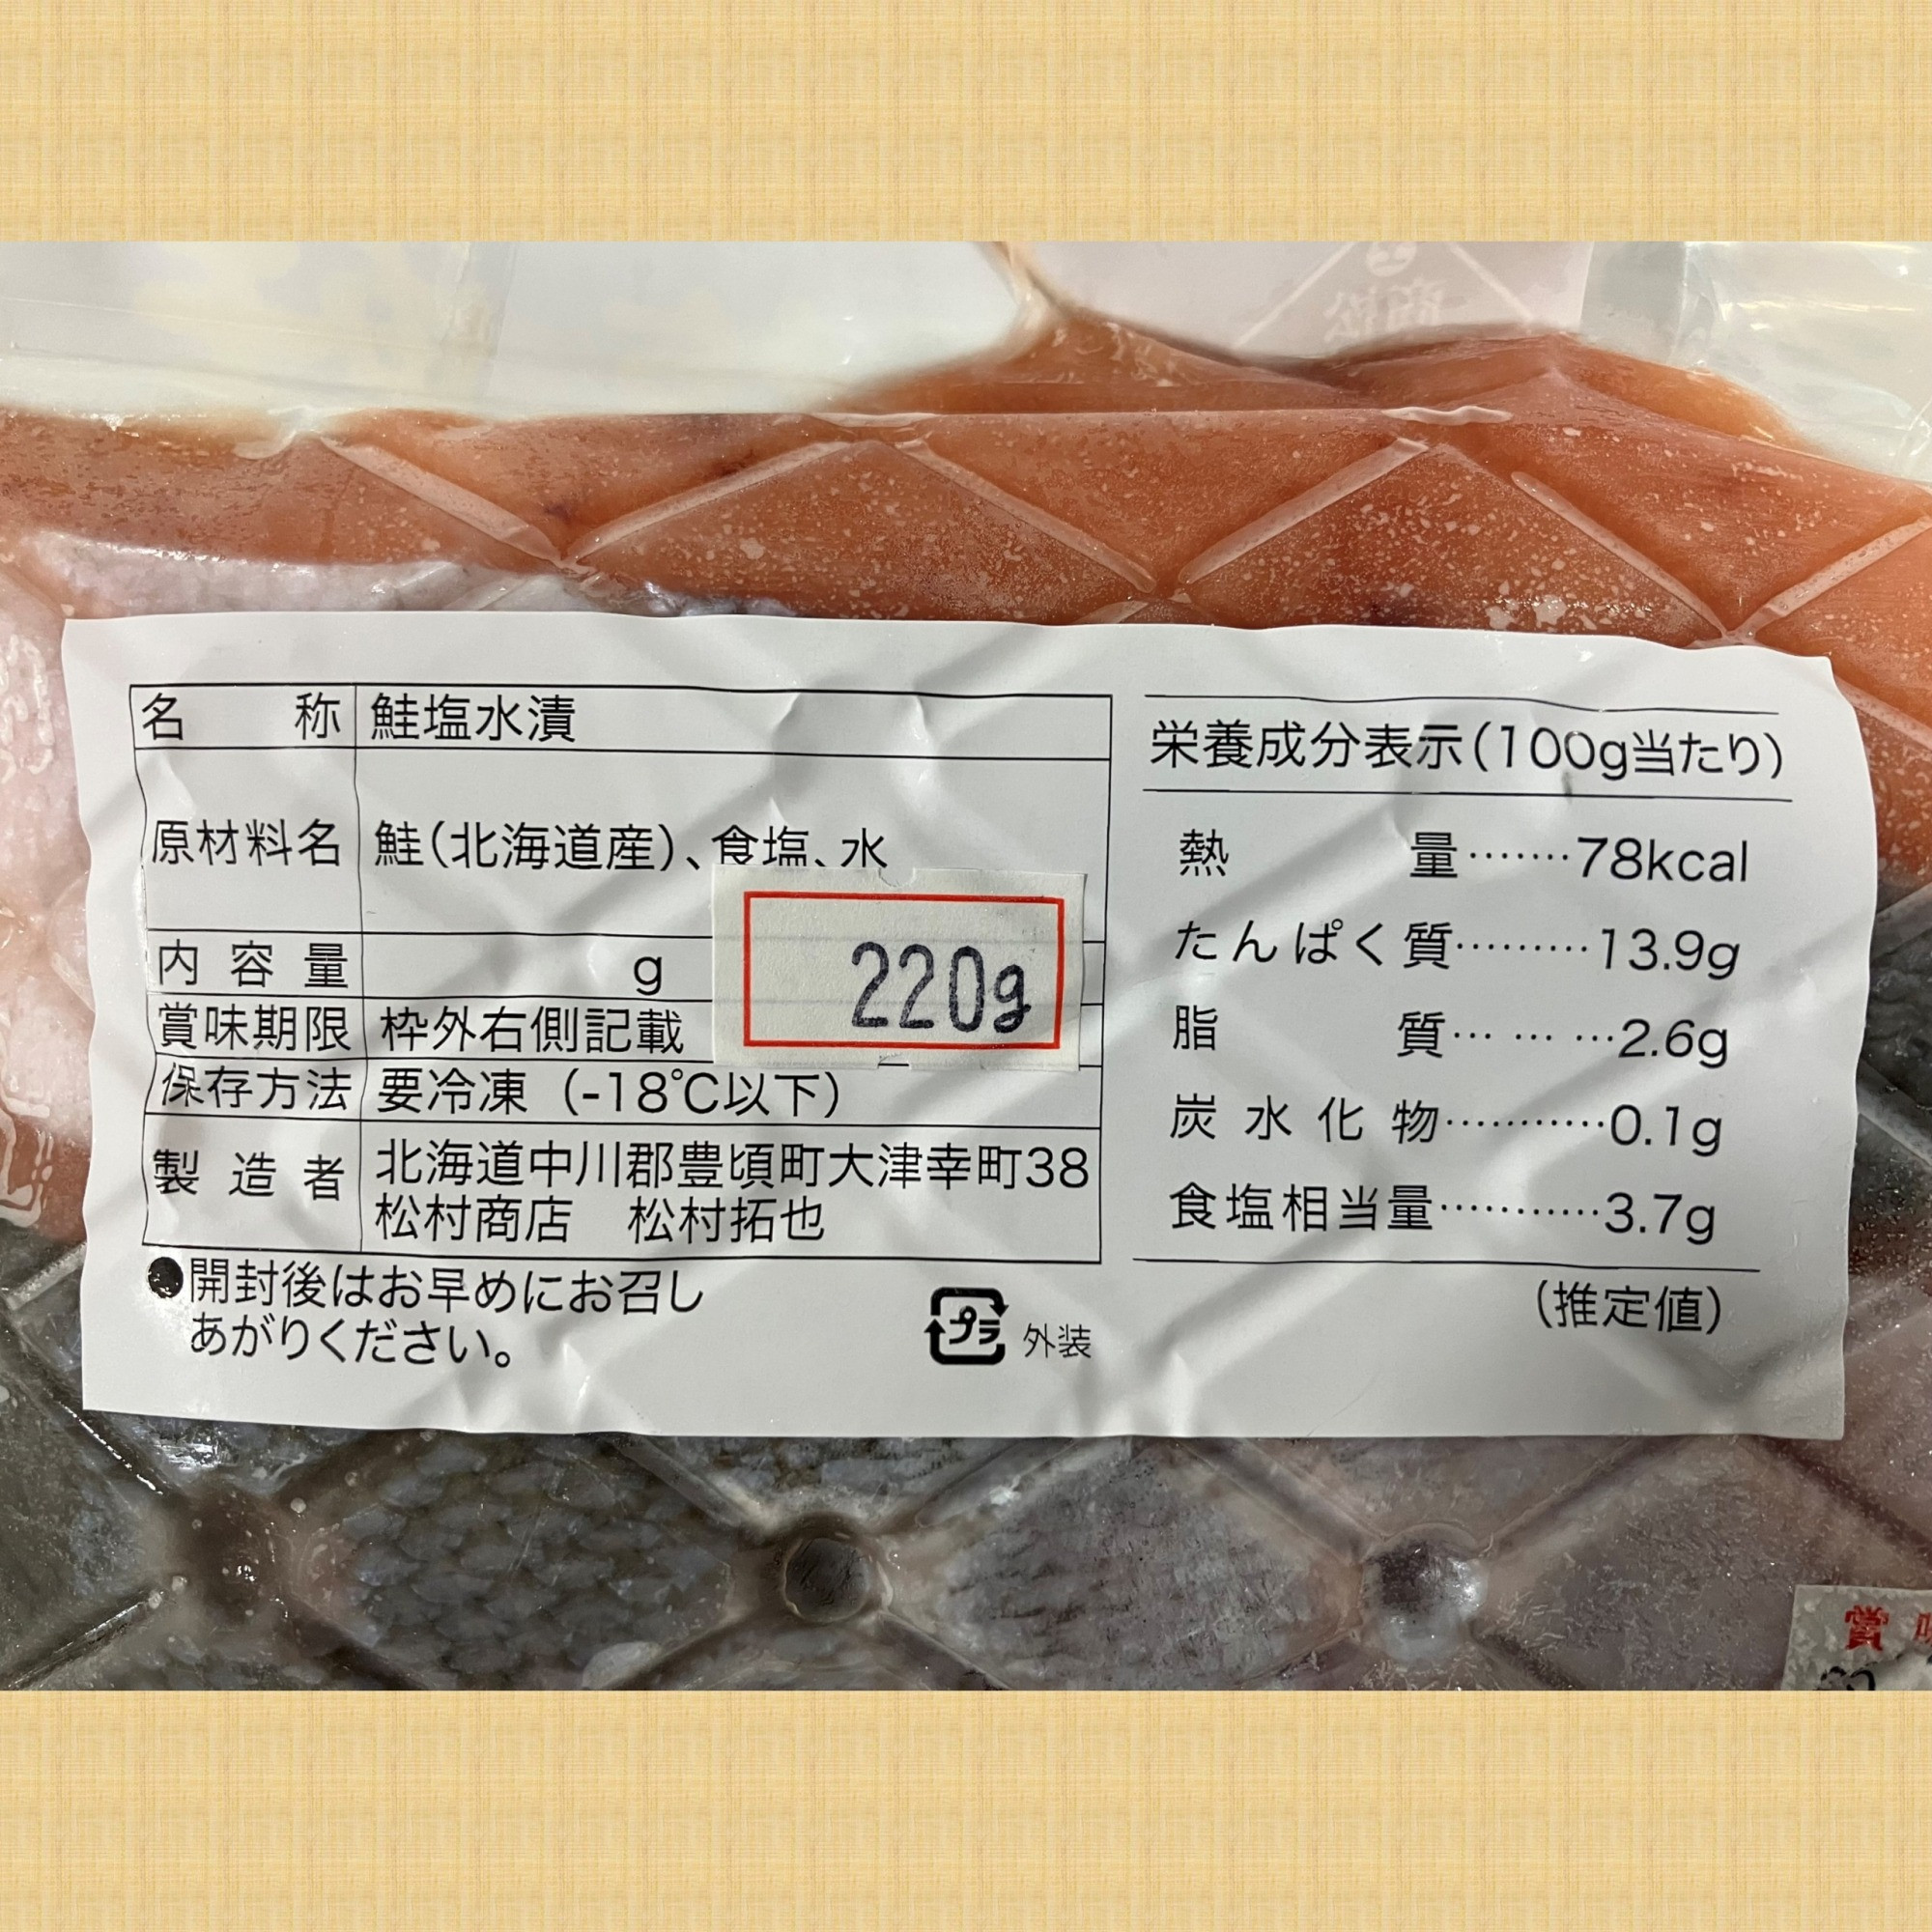 名称 鮭塩水漬
原材料名 鮭(北海道産)、食塩、水
内容量 g
220g
賞味期限 枠外右側記載
保存方法 要冷凍(-18℃以下)
製造者 北海道中川郡豊頃町大津幸町38
松村商店 松村拓也
●開封後はお早めにお召し
あがりください。
プラ 外装
栄養成分表示(100g当たり)
熱量·······78kcal
たんぱく質·········13.9g
脂質··· ··· ···2.6g
炭水化物···········0.1g
食塩相当量···········3.7g
(推定値)
賞